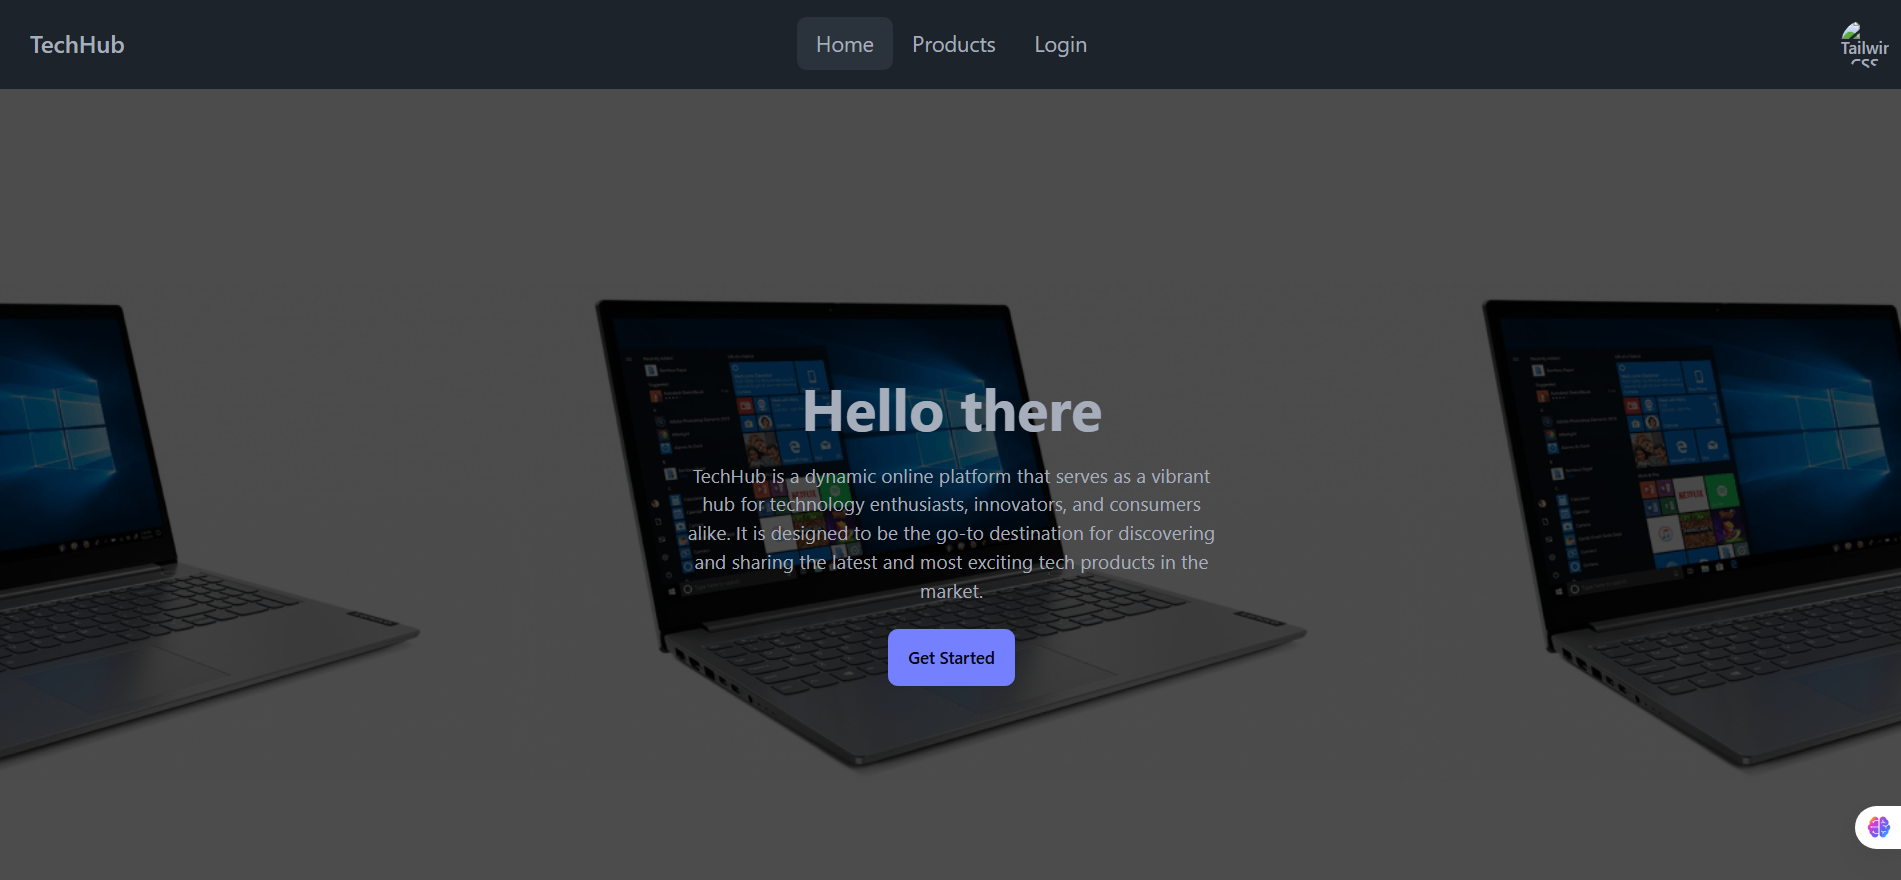 TechHub
Home
Products
Login
Tailwin
CSS
Hello there
TechHub is a dynamic online platform that serves as a vibrant
hub for technology enthusiasts, innovators, and consumers
alike. It is designed to be the go-to destination for discovering
and sharing the latest and most exciting tech products in the
market.
Get Started
NETFLIX